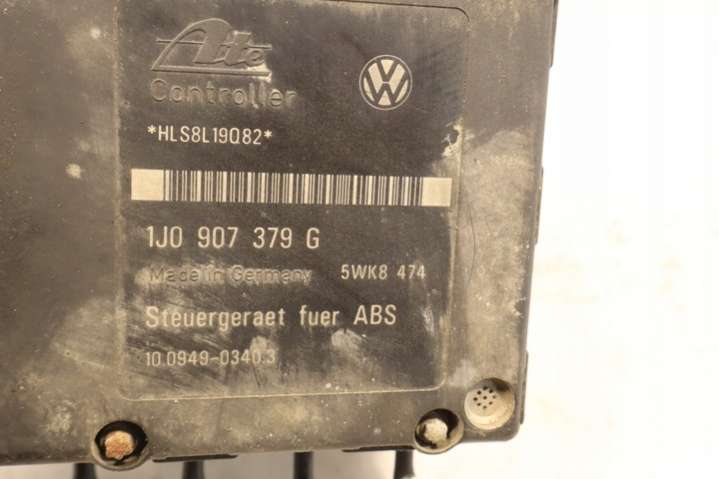 Ate
Controller
*HLS8L19Q82*
1J0 907 379 G
Made in Germany 5WK8 474
Steuergeraet fuer ABS
10.0949-0340.3